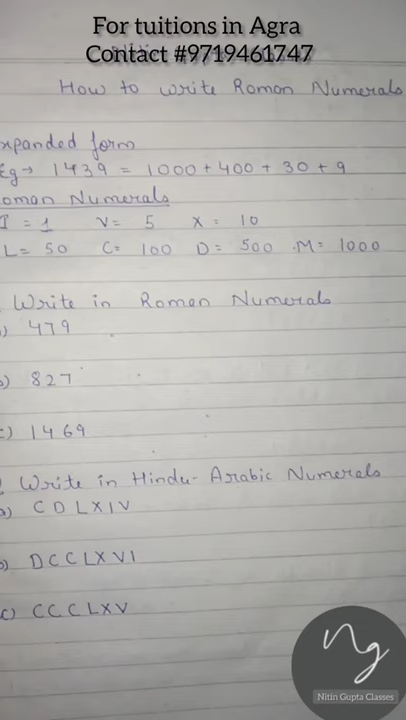 For tuitions in Agra
Contact #9719461747
How to write Roman Numerals
xpanded form
Eg → 1439 = 1000 + 400 + 30 + 9
oman Numerals
I = 1 V = 5 X = 10
L = 50 C = 100 D = 500 M = 1000
Write in Roman Numerals
) 479
b) 827
c) 1469
Write in Hindu-Arabic Numerals
a) CDLXIV
b) DCCLXVI
c) CCCLXV
ng
Nitin Gupta Classes